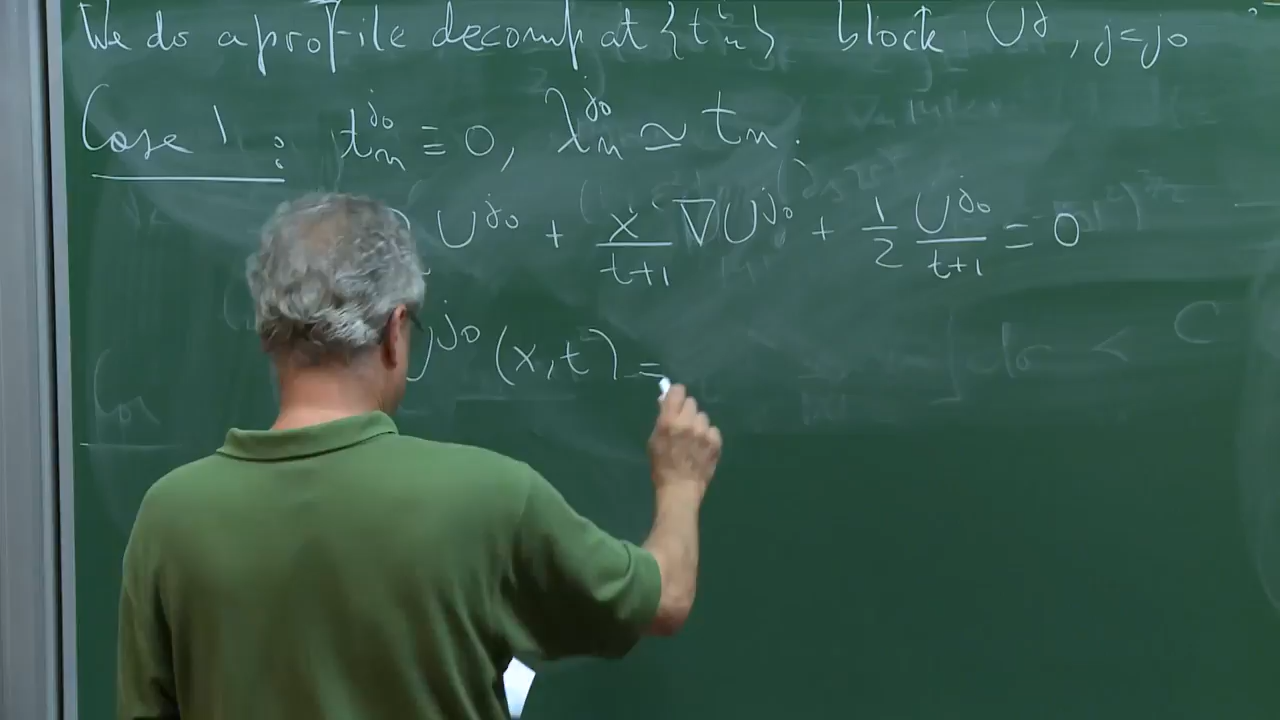 We do a profile decomp at {t_n} block U^j, j=j_0
Case 1: t_n^{j_0} ≡ 0, λ_n^{j_0} ≃ t_n.
U^{j_0} + x/(t+1) ∇U^{j_0} + 1/2 U^{j_0}/(t+1) = 0
U^{j_0} (x,t) =